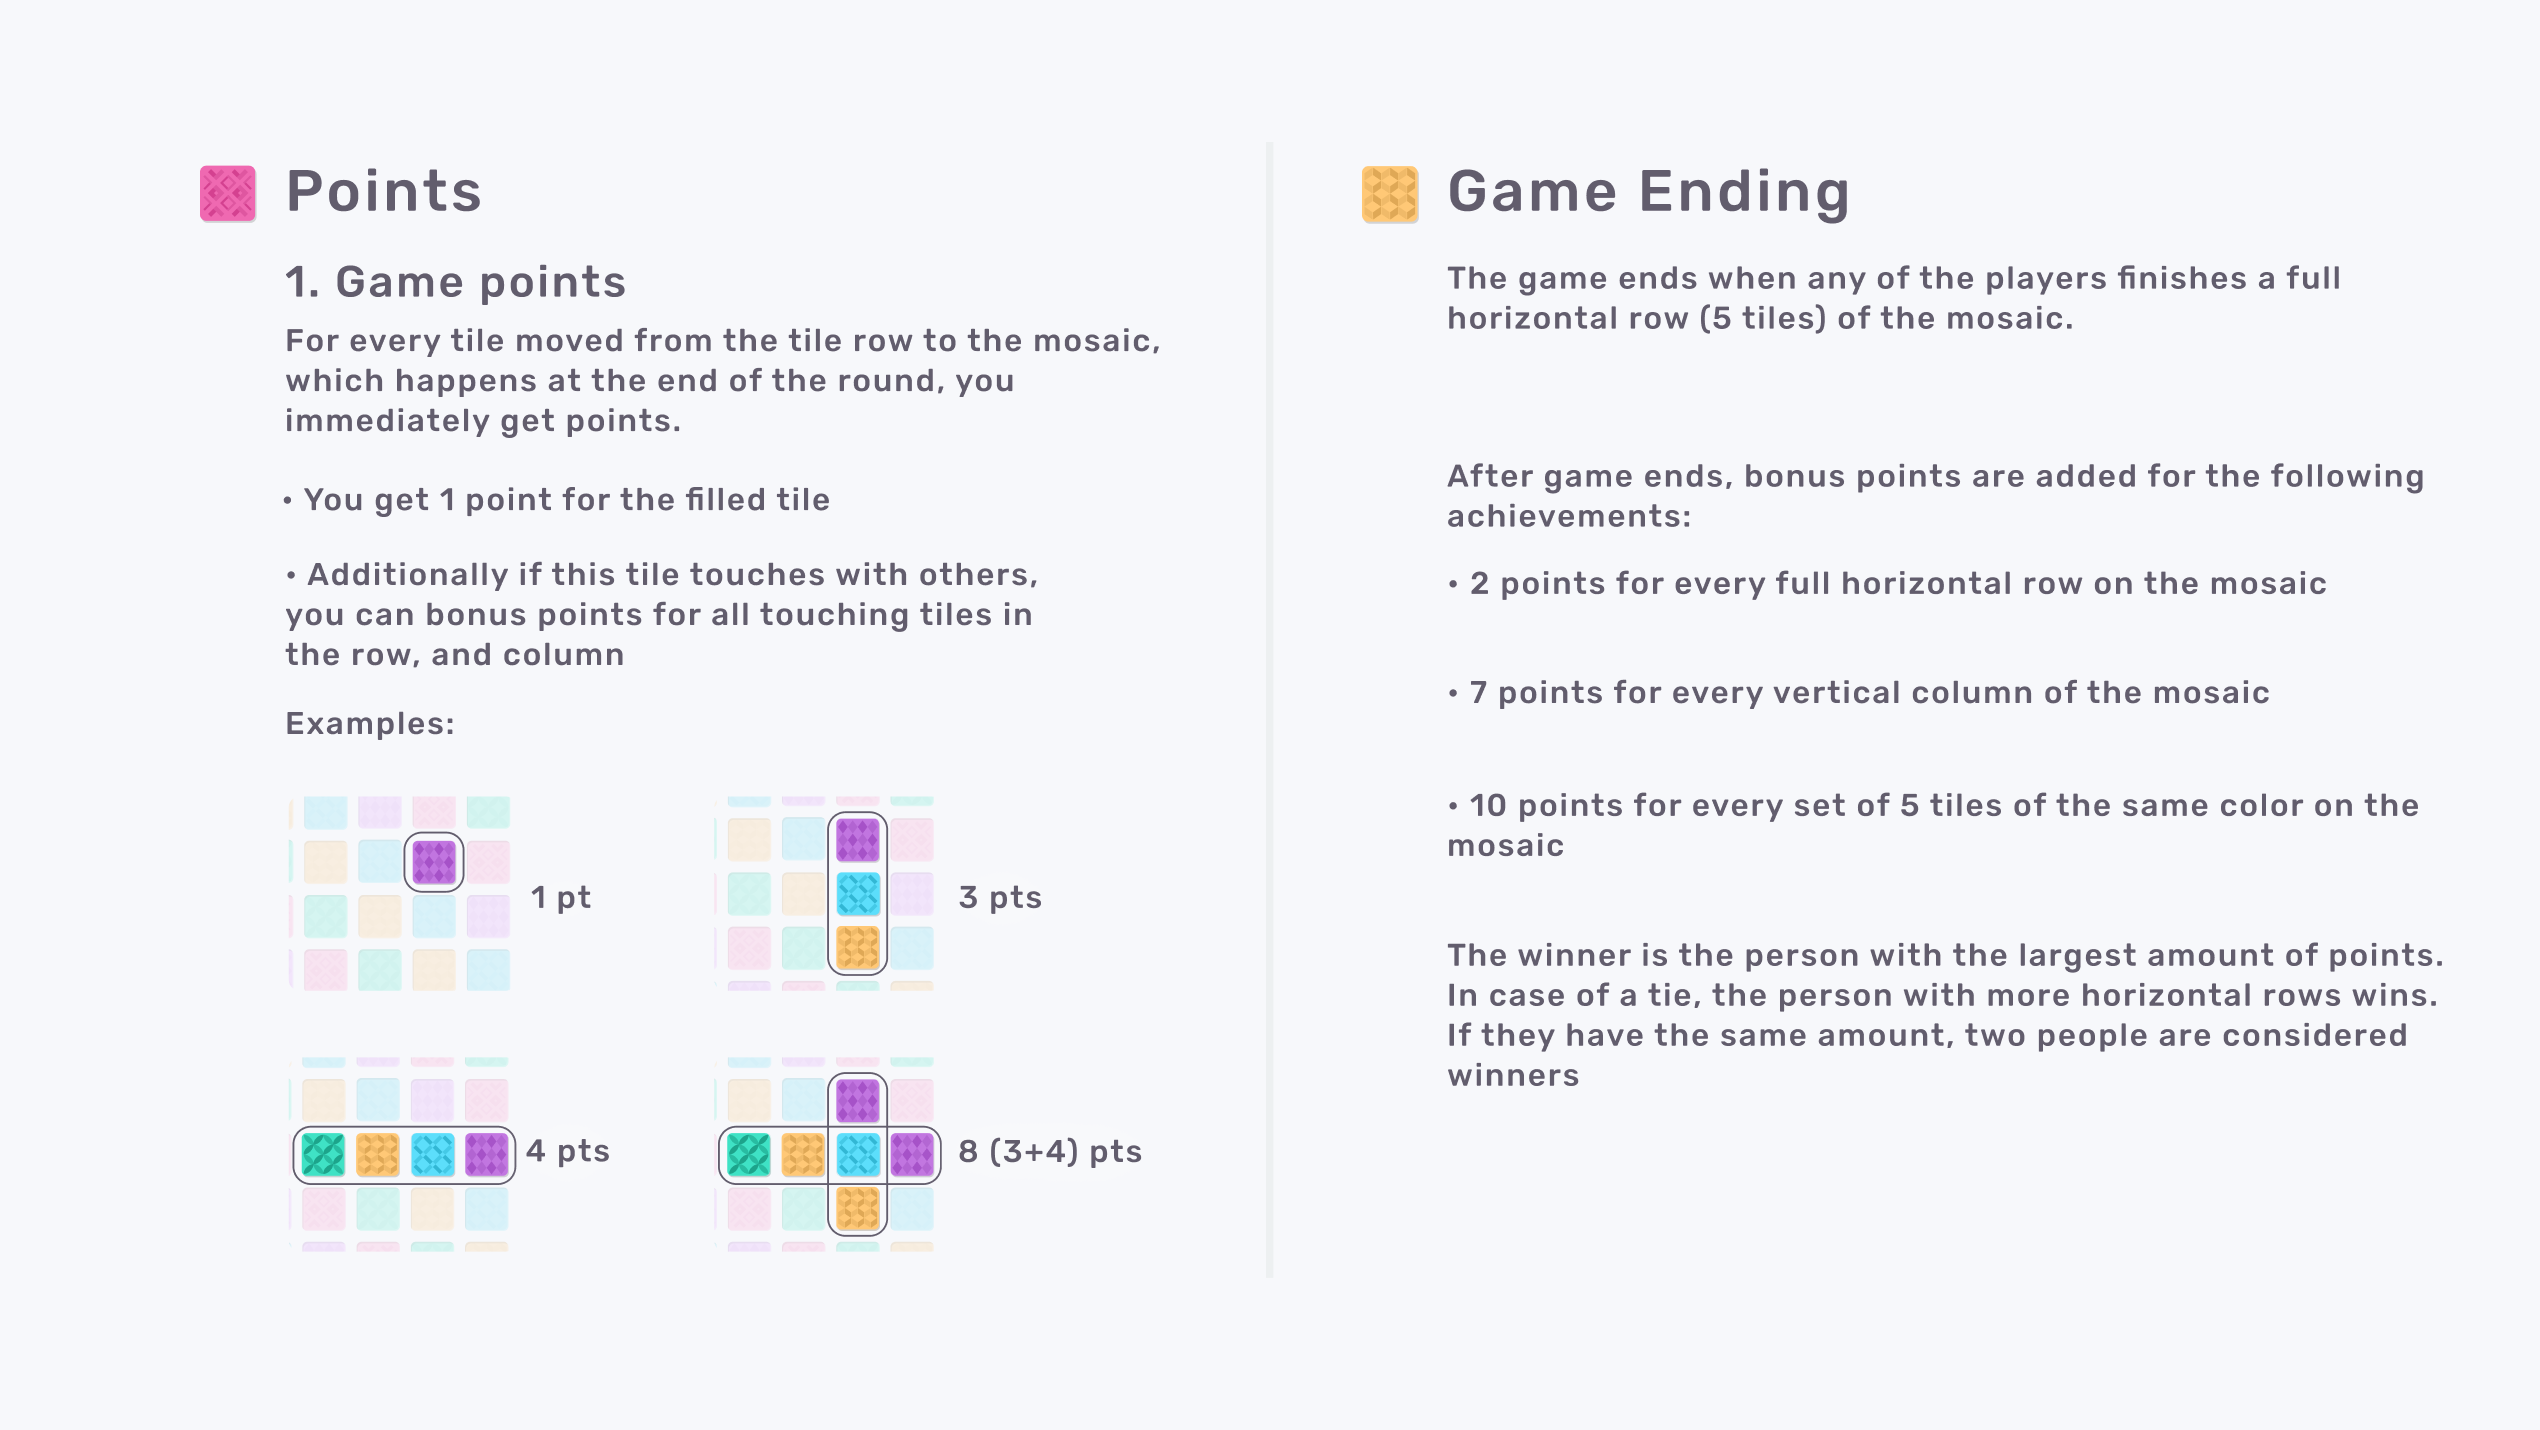 Points
1. Game points
For every tile moved from the tile row to the mosaic,
which happens at the end of the round, you
immediately get points.
• You get 1 point for the filled tile
• Additionally if this tile touches with others,
you can bonus points for all touching tiles in
the row, and column
Examples:
1 pt
3 pts
4 pts
8 (3+4) pts
Game Ending
The game ends when any of the players finishes a full
horizontal row (5 tiles) of the mosaic.
After game ends, bonus points are added for the following
achievements:
• 2 points for every full horizontal row on the mosaic
• 7 points for every vertical column of the mosaic
• 10 points for every set of 5 tiles of the same color on the
mosaic
The winner is the person with the largest amount of points.
In case of a tie, the person with more horizontal rows wins.
If they have the same amount, two people are considered
winners